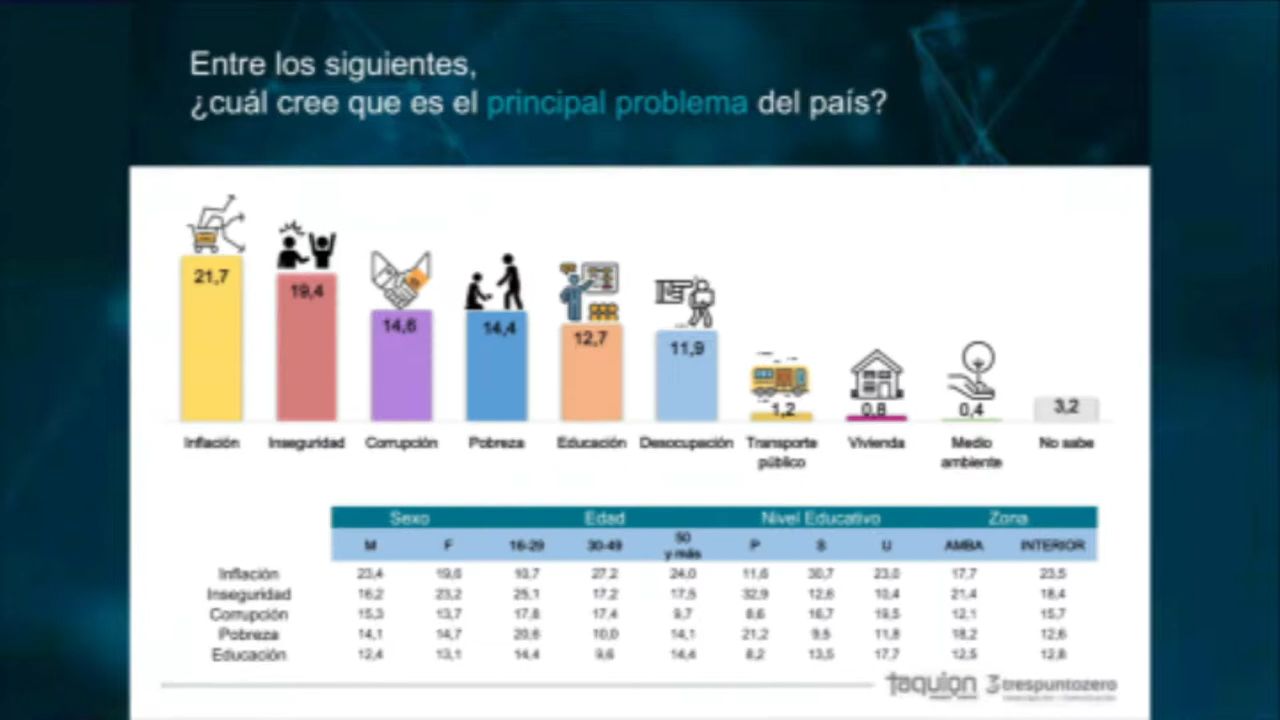 Entre los siguientes,
¿cuál cree que es el principal problema del país?
21,7 19,4 14,6 14,4 12,7 11,9 1,2 0,8 0,4 3,2
Inflación Inseguridad Corrupción Pobreza Educación Desocupación Transporte público Vivienda Medio ambiente No sabe
Sexo Edad Nivel Educativo Zona
M F 16-29 30-49 50 y más P S U AMBA INTERIOR
Inflación 23,4 19,6 10,7 27,2 24,0 11,6 30,7 23,0 17,7 23,5
Inseguridad 16,2 23,2 25,1 17,2 17,5 32,9 12,6 10,4 21,4 18,4
Corrupción 15,3 13,7 17,8 17,4 9,7 8,6 16,7 19,5 12,1 15,7
Pobreza 14,1 14,7 20,6 10,0 14,1 21,2 9,5 11,8 18,2 12,6
Educación 12,4 13,1 14,4 9,6 14,4 8,2 13,5 17,7 12,5 12,8
taquion 3 trespuntozero